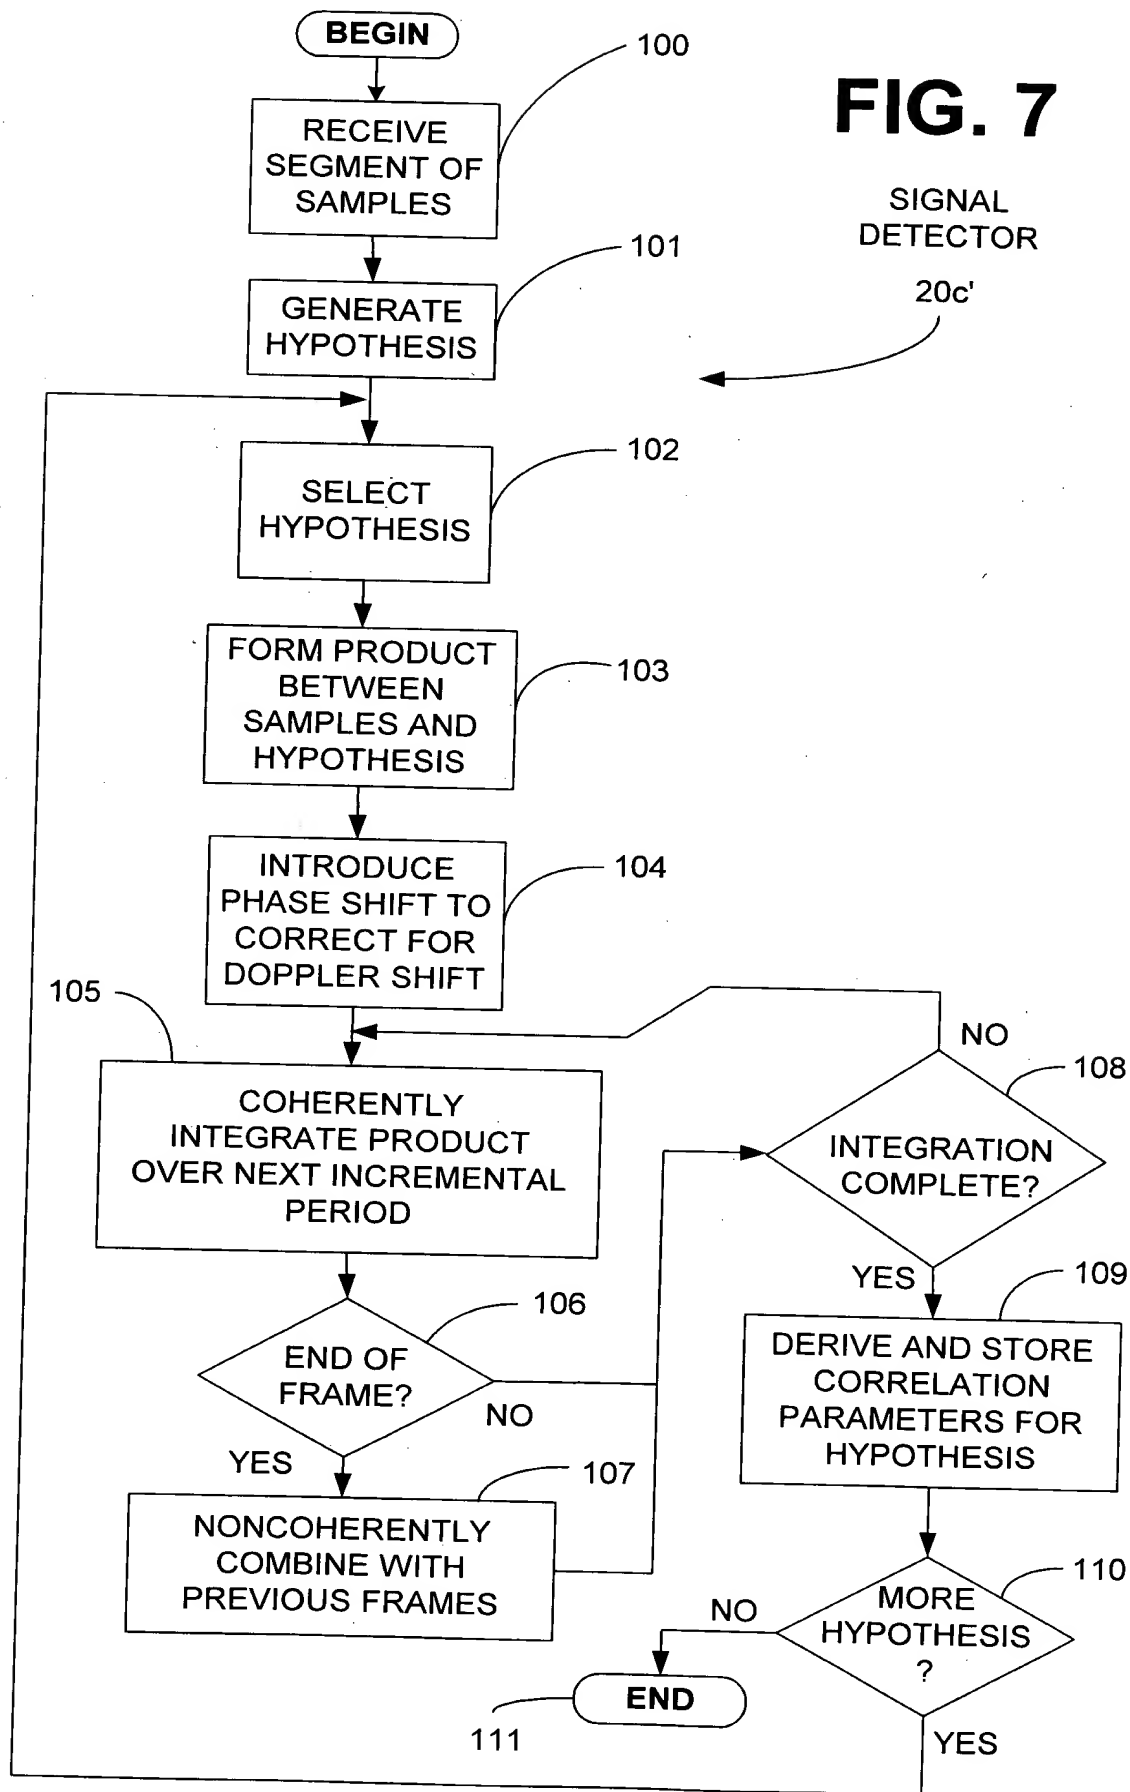 BEGIN
100
FIG. 7
RECEIVE
SEGMENT OF
SAMPLES
SIGNAL
DETECTOR
20c'
101
GENERATE
HYPOTHESIS
102
SELECT
HYPOTHESIS
103
FORM PRODUCT
BETWEEN
SAMPLES AND
HYPOTHESIS
104
INTRODUCE
PHASE SHIFT TO
CORRECT FOR
DOPPLER SHIFT
105
COHERENTLY
INTEGRATE PRODUCT
OVER NEXT INCREMENTAL
PERIOD
106
END OF
FRAME?
NO
YES
107
NONCOHERENTLY
COMBINE WITH
PREVIOUS FRAMES
NO
108
INTEGRATION
COMPLETE?
YES
109
DERIVE AND STORE
CORRELATION
PARAMETERS FOR
HYPOTHESIS
110
MORE
HYPOTHESIS
?
NO
END
111
YES